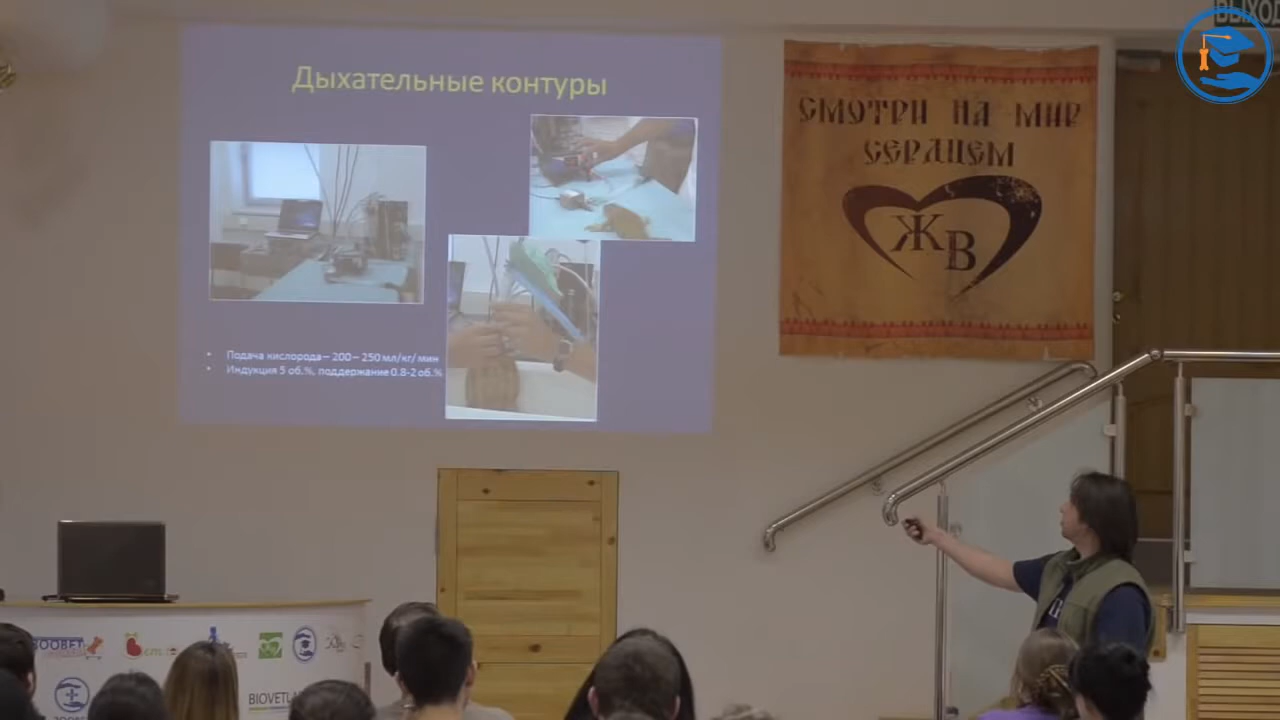 ВЫХОД
Дыхательные контуры
СМОТРИ НА МИР
СЕРДЦЕМ
ЖВ
• Подача кислорода – 200 – 250 мл/кг/ мин
• Индукция 5 об.%, поддержание 0.8-2 об.%
BIOVETL